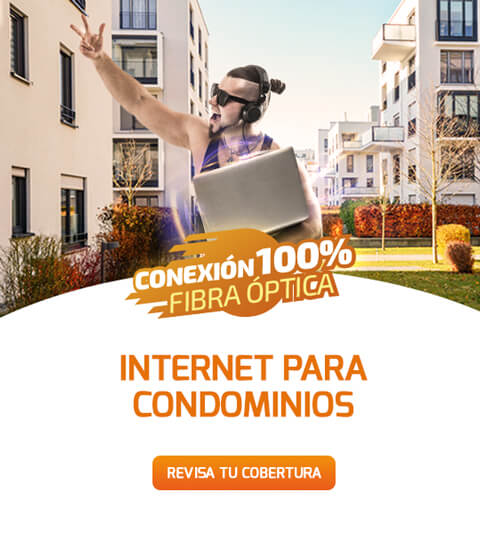 CONEXIÓN 100%
FIBRA ÓPTICA
INTERNET PARA
CONDOMINIOS
REVISA TU COBERTURA